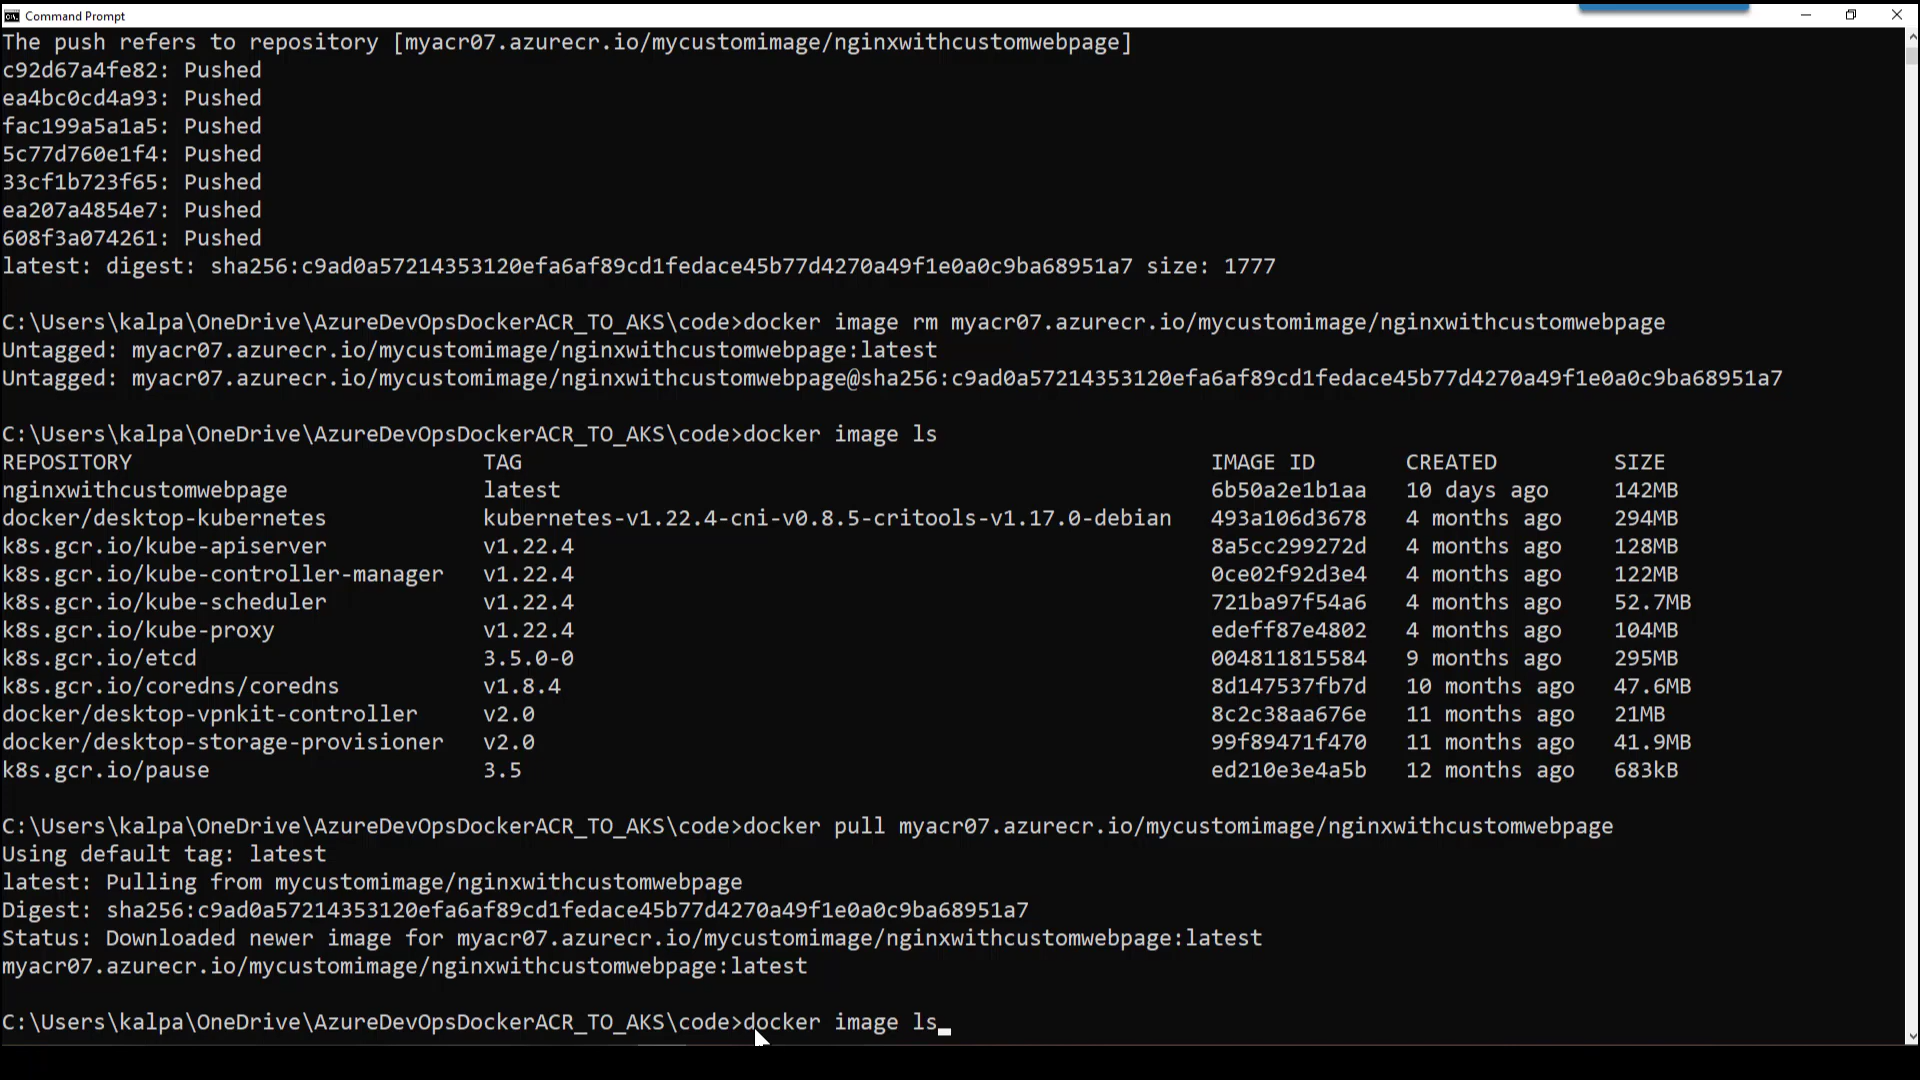 Command Prompt
The push refers to repository [myacr07.azurecr.io/mycustomimage/nginxwithcustomwebpage]
c92d67a4fe82: Pushed
ea4bc0cd4a93: Pushed
fac199a5a1a5: Pushed
5c77d760e1f4: Pushed
33cf1b723f65: Pushed
ea207a4854e7: Pushed
608f3a074261: Pushed
latest: digest: sha256:c9ad0a57214353120efa6af89cd1fedace45b77d4270a49f1e0a0c9ba68951a7 size: 1777
C:\Users\kalpa\OneDrive\AzureDevOpsDockerACR_TO_AKS\code>docker image rm myacr07.azurecr.io/mycustomimage/nginxwithcustomwebpage
Untagged: myacr07.azurecr.io/mycustomimage/nginxwithcustomwebpage:latest
Untagged: myacr07.azurecr.io/mycustomimage/nginxwithcustomwebpage@sha256:c9ad0a57214353120efa6af89cd1fedace45b77d4270a49f1e0a0c9ba68951a7
C:\Users\kalpa\OneDrive\AzureDevOpsDockerACR_TO_AKS\code>docker image ls
REPOSITORY TAG IMAGE ID CREATED SIZE
nginxwithcustomwebpage latest 6b50a2e1b1aa 10 days ago 142MB
docker/desktop-kubernetes kubernetes-v1.22.4-cni-v0.8.5-critools-v1.17.0-debian 493a106d3678 4 months ago 294MB
k8s.gcr.io/kube-apiserver v1.22.4 8a5cc299272d 4 months ago 128MB
k8s.gcr.io/kube-controller-manager v1.22.4 0ce02f92d3e4 4 months ago 122MB
k8s.gcr.io/kube-scheduler v1.22.4 721ba97f54a6 4 months ago 52.7MB
k8s.gcr.io/kube-proxy v1.22.4 edeff87e4802 4 months ago 104MB
k8s.gcr.io/etcd 3.5.0-0 004811815584 9 months ago 295MB
k8s.gcr.io/coredns/coredns v1.8.4 8d147537fb7d 10 months ago 47.6MB
docker/desktop-vpnkit-controller v2.0 8c2c38aa676e 11 months ago 21MB
docker/desktop-storage-provisioner v2.0 99f89471f470 11 months ago 41.9MB
k8s.gcr.io/pause 3.5 ed210e3e4a5b 12 months ago 683kB
C:\Users\kalpa\OneDrive\AzureDevOpsDockerACR_TO_AKS\code>docker pull myacr07.azurecr.io/mycustomimage/nginxwithcustomwebpage
Using default tag: latest
latest: Pulling from mycustomimage/nginxwithcustomwebpage
Digest: sha256:c9ad0a57214353120efa6af89cd1fedace45b77d4270a49f1e0a0c9ba68951a7
Status: Downloaded newer image for myacr07.azurecr.io/mycustomimage/nginxwithcustomwebpage:latest
myacr07.azurecr.io/mycustomimage/nginxwithcustomwebpage:latest
C:\Users\kalpa\OneDrive\AzureDevOpsDockerACR_TO_AKS\code>docker image ls